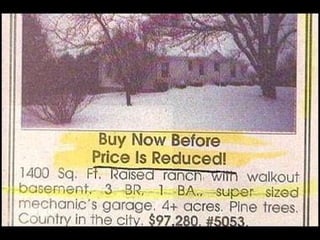 Buy Now Before
Price Is Reduced!
1400 Sq. Ft. Raised ranch with walkout
basement, 3 BR, 1 BA., super sized
mechanic's garage. 4+ acres. Pine trees.
Country in the city. $97,280. #5053.